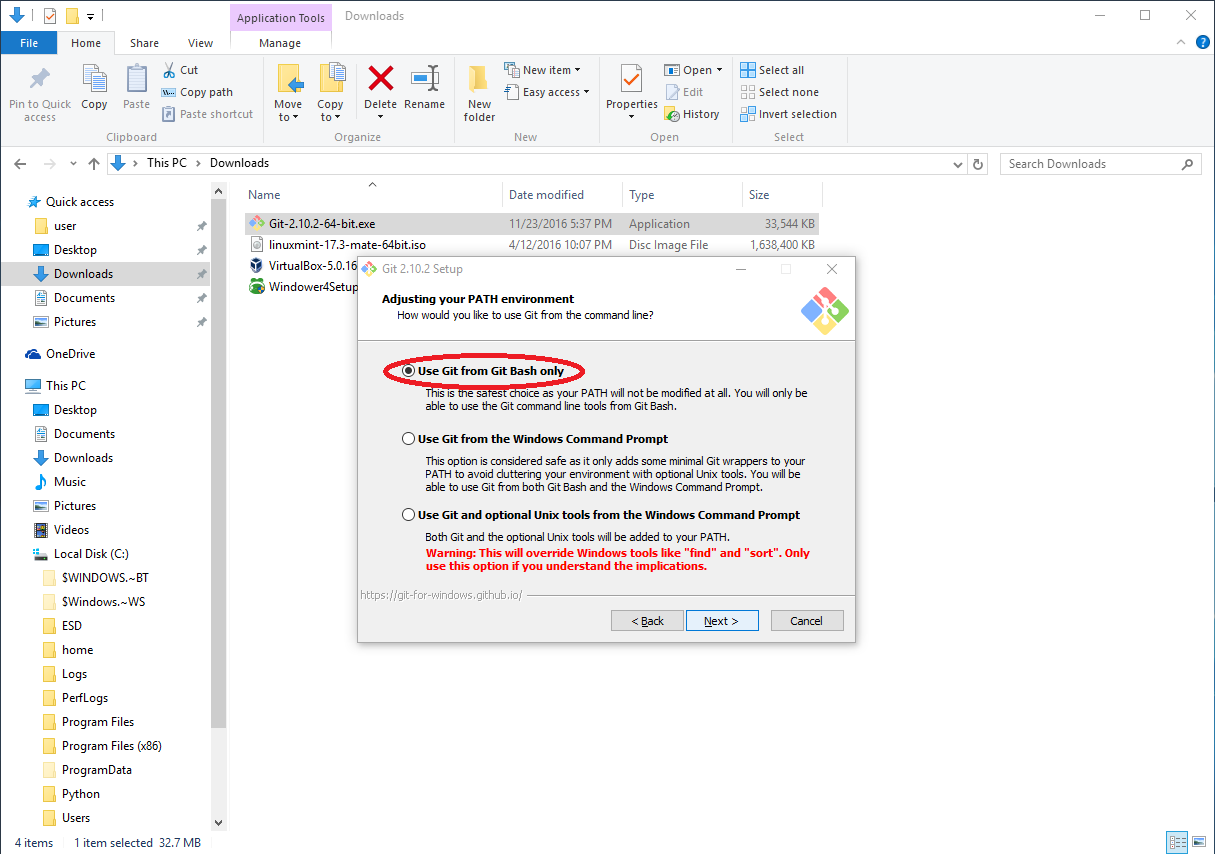 Application Tools
Downloads
File
Home
Share
View
Manage
Pin to Quick access
Copy
Paste
Cut
Copy path
Paste shortcut
Clipboard
Move to
Copy to
Delete
Rename
Organize
New folder
New item
Easy access
New
Properties
Open
Edit
History
Open
Select all
Select none
Invert selection
Select
This PC
Downloads
Search Downloads
Quick access
user
Desktop
Downloads
Documents
Pictures
OneDrive
This PC
Desktop
Documents
Downloads
Music
Pictures
Videos
Local Disk (C:)
$WINDOWS.~BT
$Windows.~WS
ESD
home
Logs
PerfLogs
Program Files
Program Files (x86)
ProgramData
Python
Users
Name
Date modified
Type
Size
Git-2.10.2-64-bit.exe
11/23/2016 5:37 PM
Application
33,544 KB
linuxmint-17.3-mate-64bit.iso
4/12/2016 10:07 PM
Disc Image File
1,638,400 KB
VirtualBox-5.0.16
Windower4Setup
Git 2.10.2 Setup
Adjusting your PATH environment
How would you like to use Git from the command line?
Use Git from Git Bash only
This is the safest choice as your PATH will not be modified at all. You will only be
able to use the Git command line tools from Git Bash.
Use Git from the Windows Command Prompt
This option is considered safe as it only adds some minimal Git wrappers to your
PATH to avoid cluttering your environment with optional Unix tools. You will be
able to use Git from both Git Bash and the Windows Command Prompt.
Use Git and optional Unix tools from the Windows Command Prompt
Both Git and the optional Unix tools will be added to your PATH.
Warning: This will override Windows tools like "find" and "sort". Only
use this option if you understand the implications.
https://git-for-windows.github.io/
< Back
Next >
Cancel
4 items
1 item selected 32.7 MB